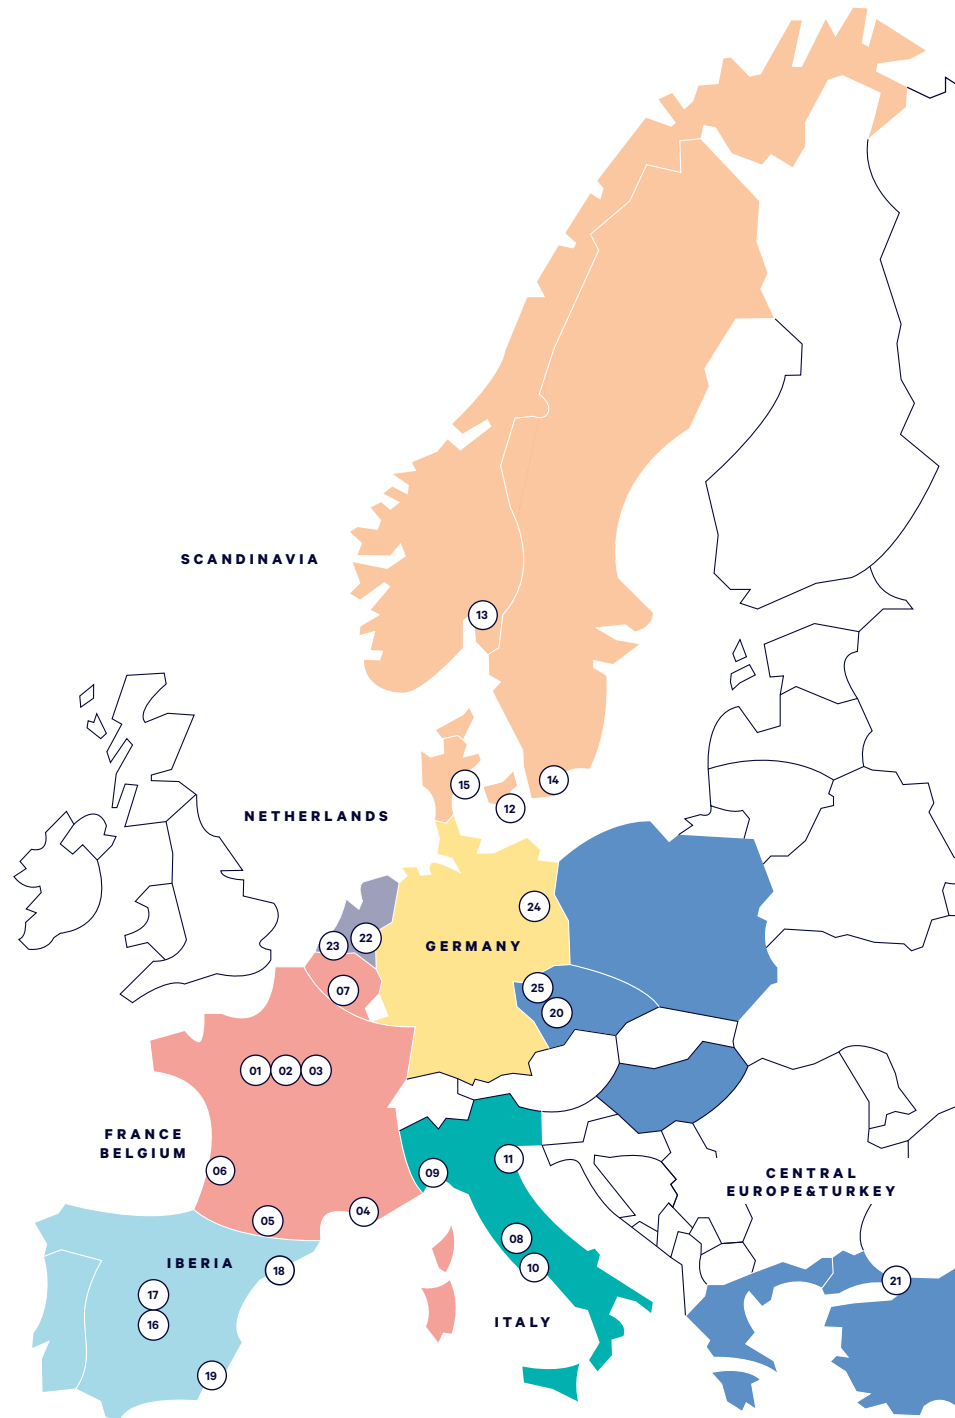 13
SCANDINAVIA
14
15
12
NETHERLANDS
24
22
23
GERMANY
25
07
20
01 02 03
FRANCE
BELGIUM
11
06
09
CENTRAL
EUROPE&TURKEY
04
05
08
IBERIA
18
10
21
17
16
ITALY
19